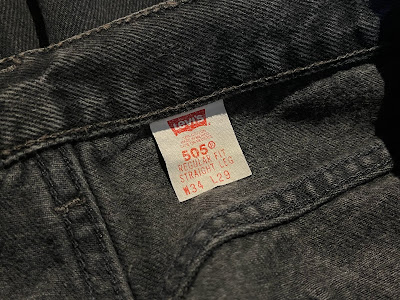 Levi's
505®
REGULAR FIT
STRAIGHT LEG
W34 L29